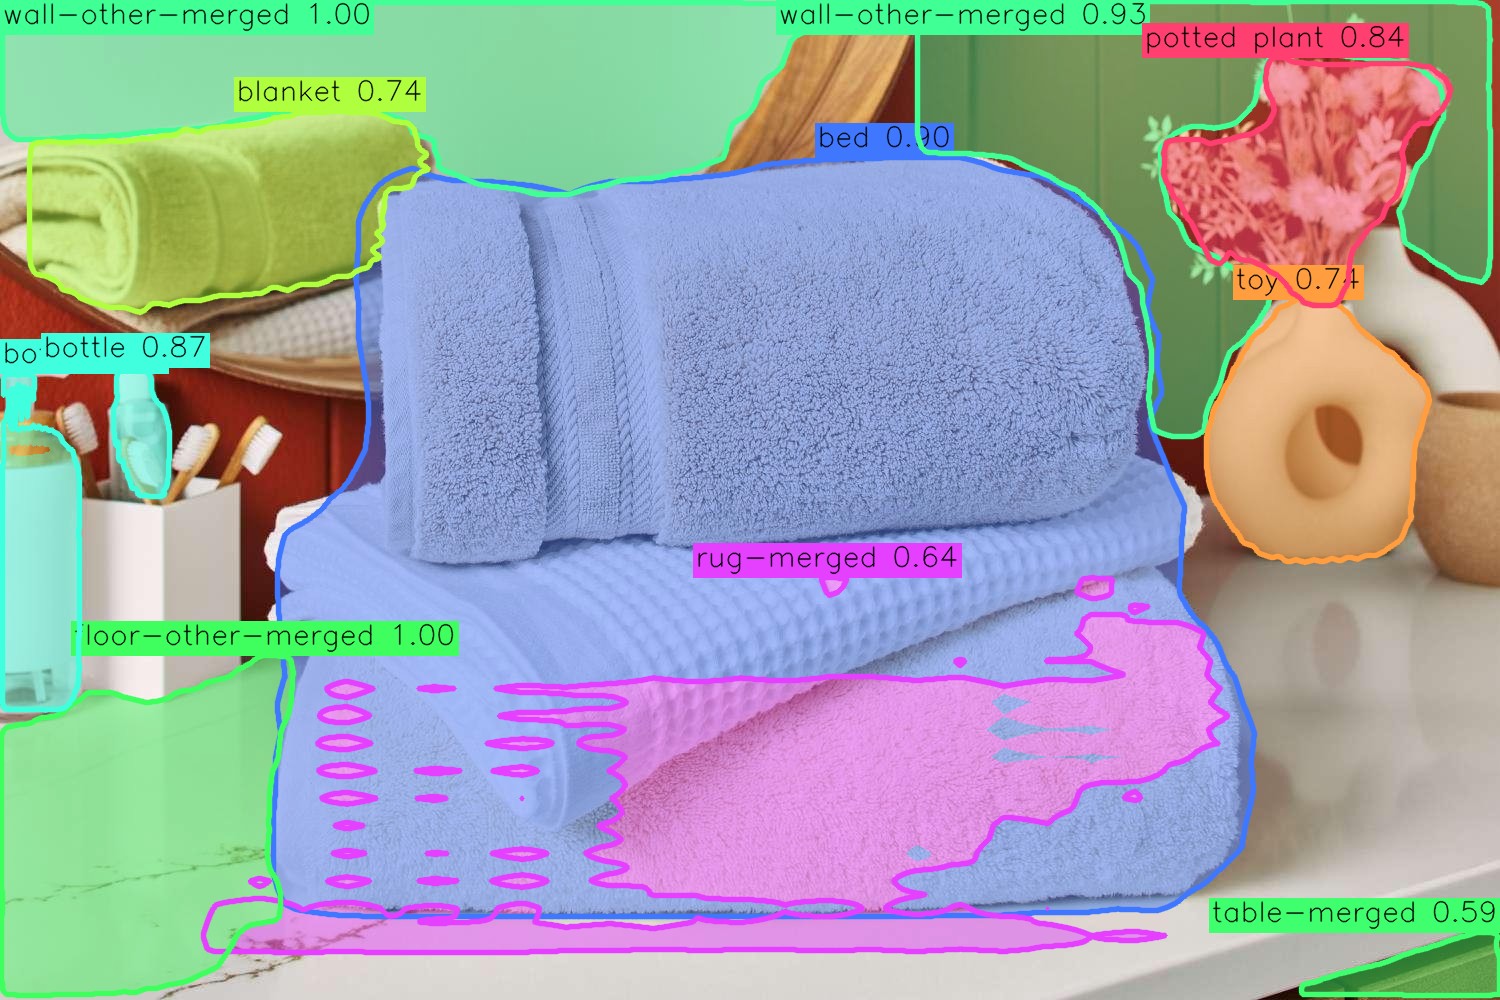 wall-other-merged 1.00
wall-other-merged 0.93
potted plant 0.84
blanket 0.74
bed 0.90
toy 0.74
bo
bottle 0.87
rug-merged 0.64
floor-other-merged 1.00
table-merged 0.59